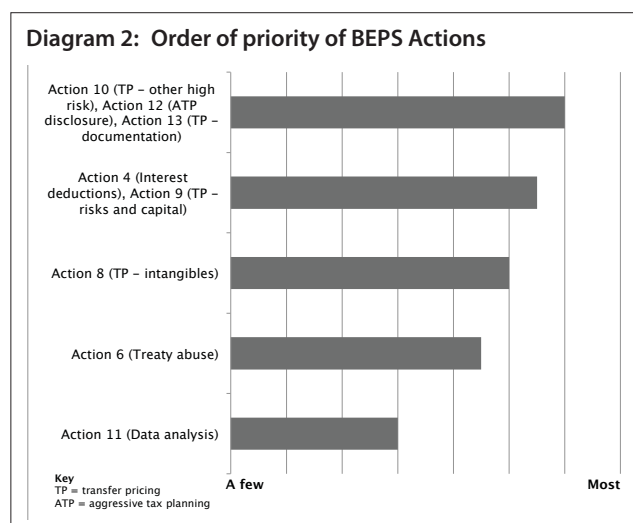 Diagram 2: Order of priority of BEPS Actions
Action 10 (TP – other high
risk), Action 12 (ATP
disclosure), Action 13 (TP –
documentation)
Action 4 (Interest
deductions), Action 9 (TP –
risks and capital)
Action 8 (TP – intangibles)
Action 6 (Treaty abuse)
Action 11 (Data analysis)
Key
TP = transfer pricing
ATP = aggressive tax planning
A few
Most